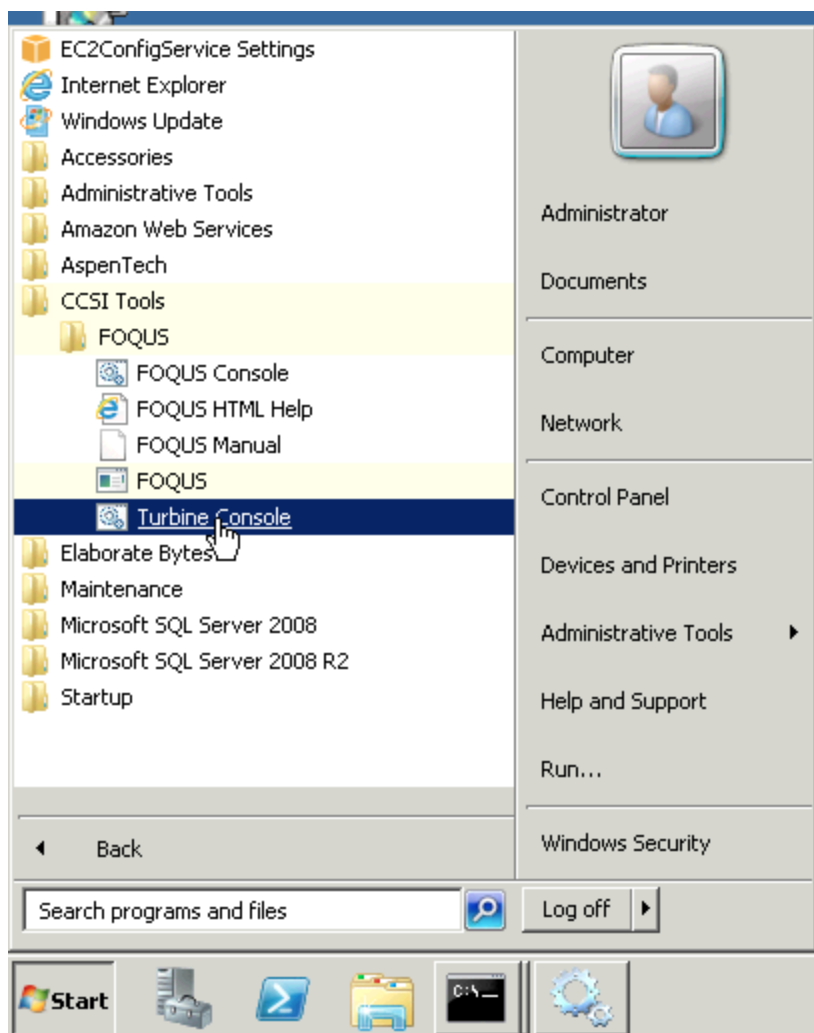 EC2ConfigService Settings
Internet Explorer
Windows Update
Accessories
Administrative Tools
Amazon Web Services
AspenTech
CCSI Tools
FOQUS
FOQUS Console
FOQUS HTML Help
FOQUS Manual
FOQUS
Turbine Console
Elaborate Bytes
Maintenance
Microsoft SQL Server 2008
Microsoft SQL Server 2008 R2
Startup
Back
Search programs and files
Administrator
Documents
Computer
Network
Control Panel
Devices and Printers
Administrative Tools
Help and Support
Run...
Windows Security
Log off
Start
C:\_